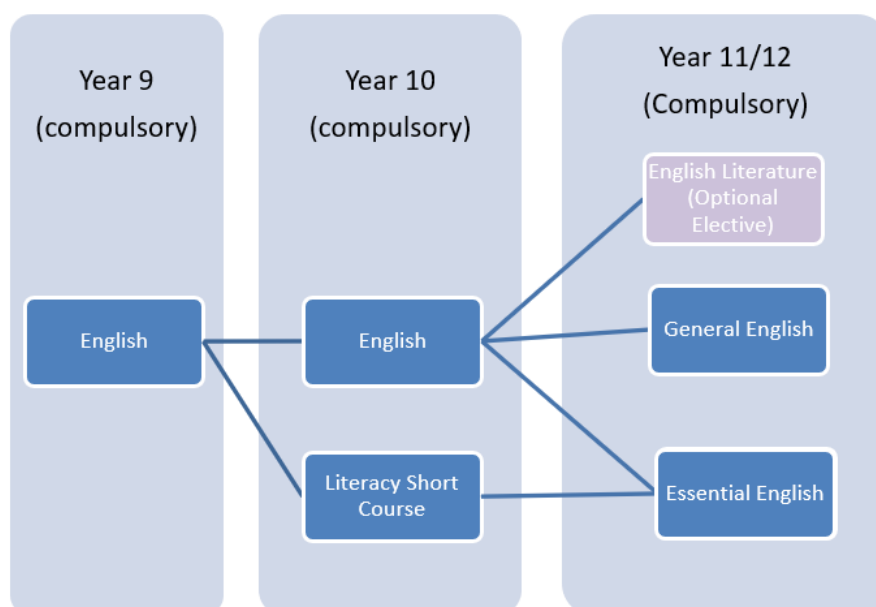 Year 9
(compulsory)
Year 10
(compulsory)
Year 11/12
(Compulsory)
English
English
Literacy Short
Course
English Literature
(Optional
Elective)
General English
Essential English